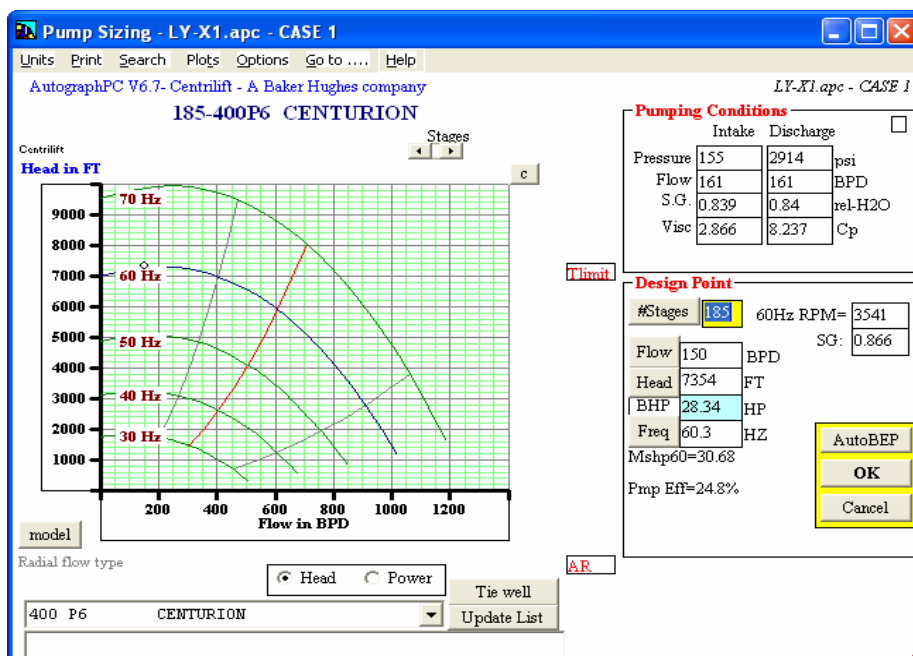 Pump Sizing - LY-X1.apc - CASE 1
Units Print Search Plots Options Go to .... Help
AutographPC V6.7- Centrilift - A Baker Hughes company
LY-X1.apc - CASE 1
185-400P6 CENTURION
Stages
Centrilift
Head in FT
c
9000
8000
7000
6000
5000
4000
3000
2000
1000
70 Hz
60 Hz
50 Hz
40 Hz
30 Hz
200 400 600 800 1000 1200
Flow in BPD
model
Radial flow type
Head Power
Tie well
Update List
400 P6 CENTURION
Tlimit
AR
Pumping Conditions
Intake Discharge
Pressure 155 2914 psi
Flow 161 161 BPD
S.G. 0.839 0.84 rel-H2O
Visc 2.866 8.237 Cp
Design Point
#Stages 185 60Hz RPM= 3541
SG: 0.866
Flow 150 BPD
Head 7354 FT
BHP 28.34 HP
Freq 60.3 HZ
Mshp60=30.68
Pmp Eff=24.8%
AutoBEP
OK
Cancel